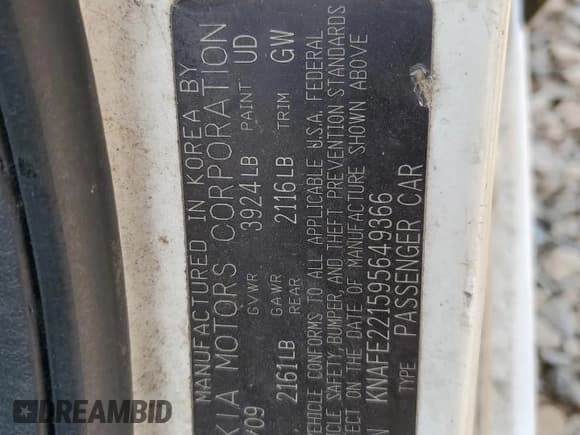 MANUFACTURED IN KOREA BY
KIA MOTORS CORPORATION
/09 GVWR 3924LB PAINT UD
GAWR
2161LB REAR 2116LB TRIM GW
VEHICLE CONFORMS TO ALL APPLICABLE U.S.A. FEDERAL
VEHICLE SAFETY, BUMPER, AND THEFT PREVENTION STANDARDS
FECT ON THE DATE OF MANUFACTURE SHOWN ABOVE
N KNAFE221595649366
TYPE PASSENGER CAR
DREAMBID